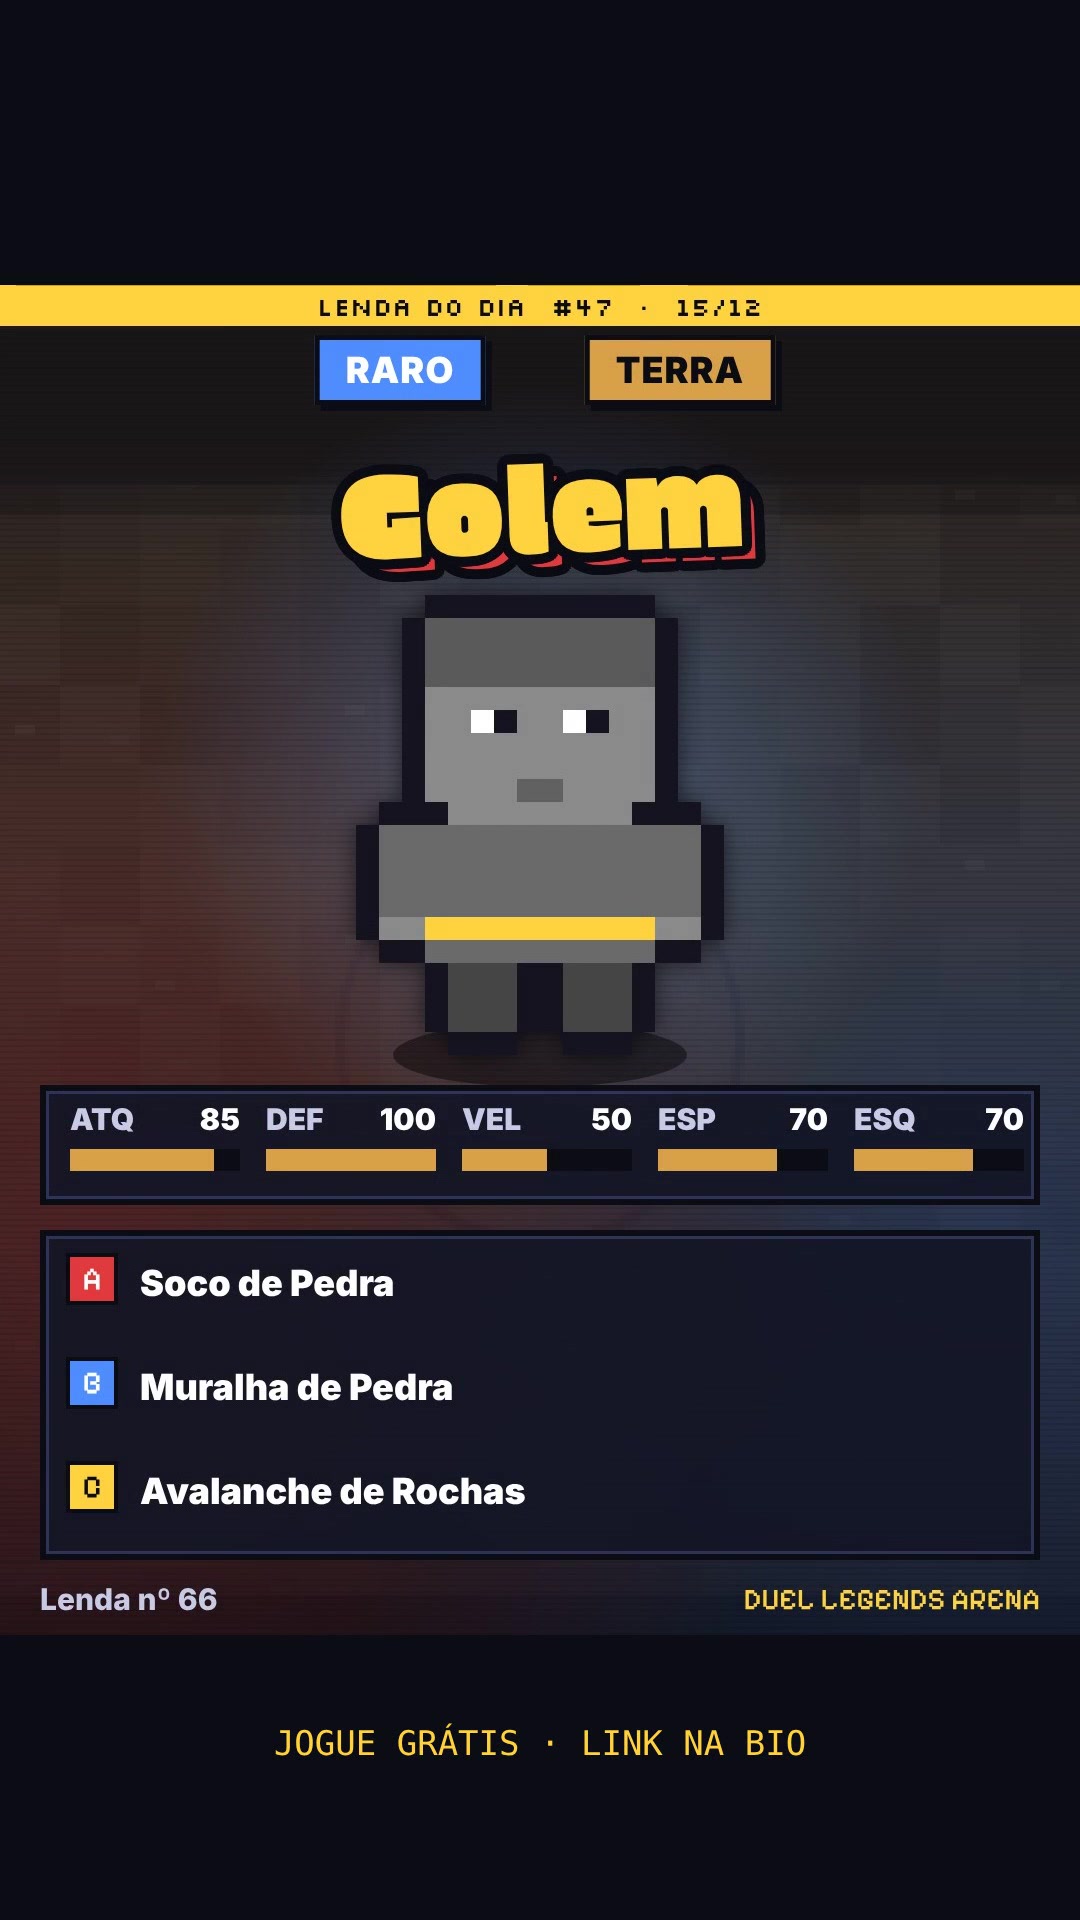 LENDA DO DIA #47 · 15/12
RARO TERRA
Golem
ATQ 85 DEF 100 VEL 50 ESP 70 ESQ 70
A Soco de Pedra
B Muralha de Pedra
C Avalanche de Rochas
Lenda nº 66 DUEL LEGENDS ARENA
JOGUE GRÁTIS · LINK NA BIO